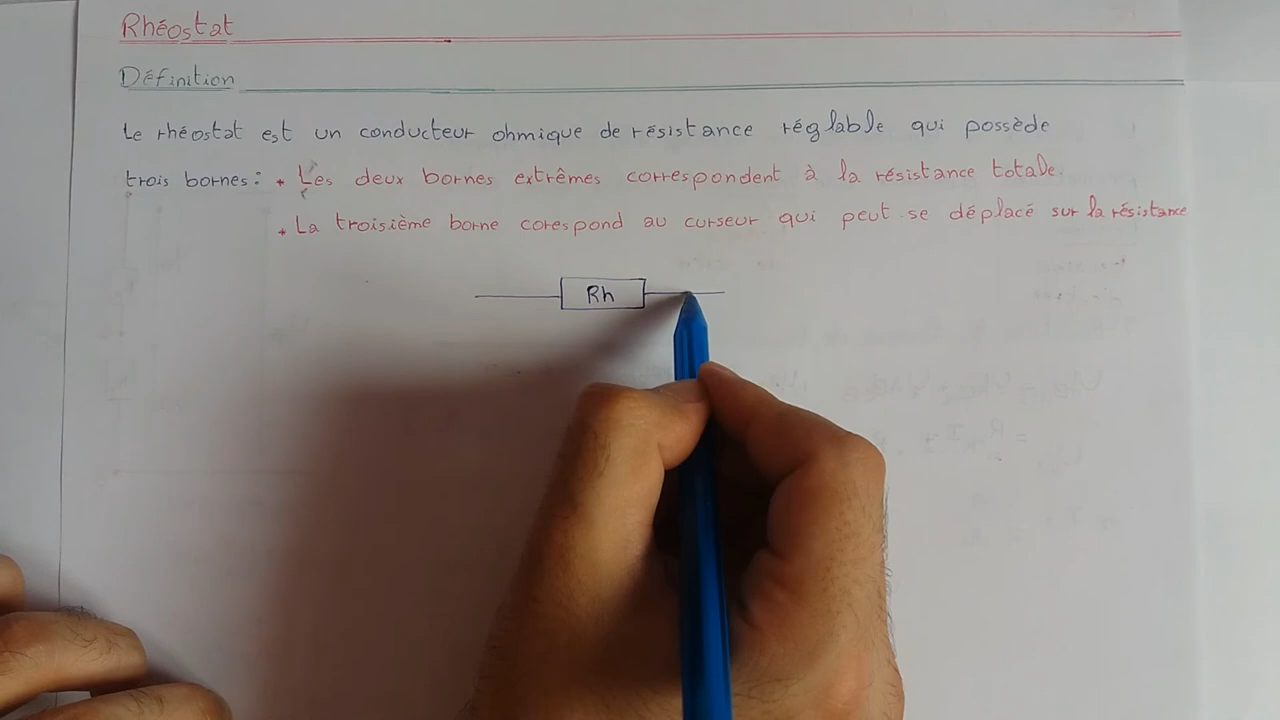 Rhéostat
Définition
Le rhéostat est un conducteur ohmique de résistance réglable qui possède
trois bornes : * Les deux bornes extrêmes correspondent à la résistance totale.
* La troisième borne corespond au curseur qui peut se déplacé sur la résistance
Rh